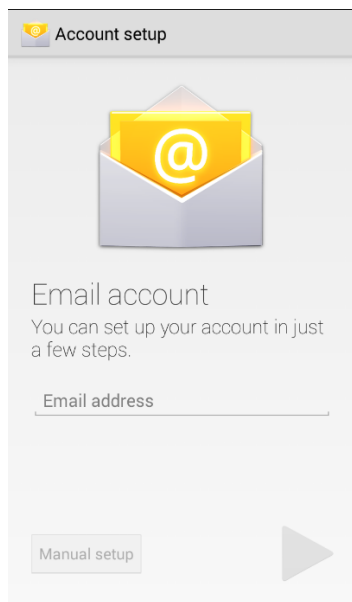 Account setup
@
Email account
You can set up your account in just
a few steps.
Email address
Manual setup